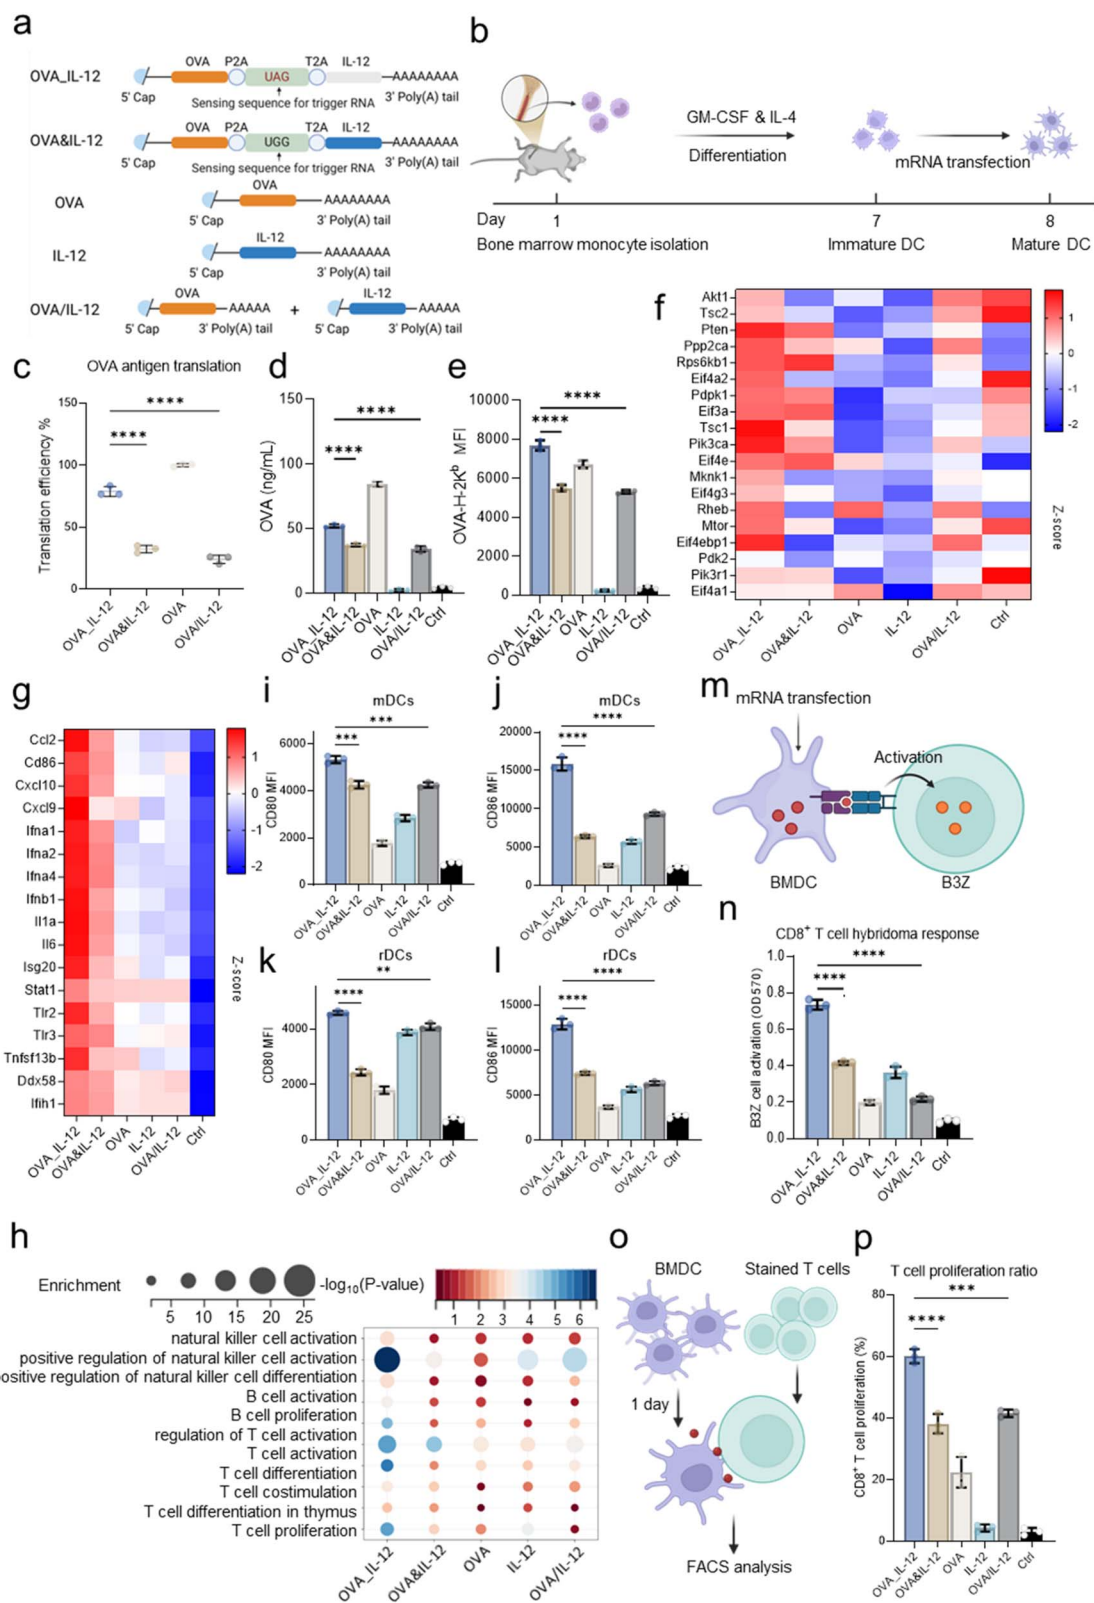 a
OVA_IL-12
OVA P2A T2A IL-12
UAG
AAAAAAAA
5' Cap
Sensing sequence for trigger RNA
3' Poly(A) tail
OVA&IL-12
OVA P2A T2A IL-12
UGG
AAAAAAAA
5' Cap
Sensing sequence for trigger RNA
3' Poly(A) tail
OVA
OVA
AAAAAAAA
5' Cap
3' Poly(A) tail
IL-12
IL-12
AAAAAAAA
5' Cap
3' Poly(A) tail
OVA/IL-12
OVA
AAAAA
+
IL-12
AAAAA
5' Cap
3' Poly(A) tail
5' Cap
3' Poly(A) tail
b
GM-CSF & IL-4
Differentiation
mRNA transfection
Day 1 7 8
Bone marrow monocyte isolation
Immature DC
Mature DC
c
OVA antigen translation
Translation efficiency %
150
100
50
0
****
****
OVA_IL-12
OVA&IL-12
OVA
OVA/IL-12
d
OVA (ng/mL)
150
100
50
0
****
****
OVA_IL-12
OVA&IL-12
OVA
IL-12
OVA/IL-12
Ctrl
e
OVA-H-2Kb MFI
10000
8000
6000
4000
2000
0
****
****
OVA_IL-12
OVA&IL-12
OVA
IL-12
OVA/IL-12
Ctrl
f
Akt1
Tsc2
Pten
Ppp2ca
Rps6kb1
Eif4a2
Pdpk1
Eif3a
Tsc1
Pik3ca
Eif4e
Mknk1
Eif4g3
Rheb
Mtor
Eif4ebp1
Pdk2
Pik3r1
Eif4a1
1
0
-1
-2
Z-score
OVA_IL-12
OVA&IL-12
OVA
IL-12
OVA/IL-12
Ctrl
g
Ccl2
Cd86
Cxcl10
Cxcl9
Ifna1
Ifna2
Ifna4
Ifnb1
Il1a
Il6
Isg20
Stat1
Tlr2
Tlr3
Tnfsf13b
Ddx58
Ifih1
1
0
-1
-2
Z-score
OVA_IL-12
OVA&IL-12
OVA
IL-12
OVA/IL-12
Ctrl
i
mDCs
CD80 MFI
6000
4000
2000
0
***
***
OVA_IL-12
OVA&IL-12
OVA
IL-12
OVA/IL-12
Ctrl
j
mDCs
CD86 MFI
20000
15000
10000
5000
0
****
****
OVA_IL-12
OVA&IL-12
OVA
IL-12
OVA/IL-12
Ctrl
k
rDCs
CD80 MFI
4000
2000
0
**
****
OVA_IL-12
OVA&IL-12
OVA
IL-12
OVA/IL-12
Ctrl
l
rDCs
CD86 MFI
15000
10000
5000
0
****
****
OVA_IL-12
OVA&IL-12
OVA
IL-12
OVA/IL-12
Ctrl
m
mRNA transfection
Activation
BMDC
B3Z
n
CD8+ T cell hybridoma response
B3Z cell activation (OD570)
1.0
0.8
0.6
0.4
0.2
0.0
****
****
OVA_IL-12
OVA&IL-12
OVA
IL-12
OVA/IL-12
Ctrl
h
Enrichment
5 10 15 20 25
-log10(P-value)
1 2 3 4 5 6
natural killer cell activation
positive regulation of natural killer cell activation
positive regulation of natural killer cell differentiation
B cell activation
B cell proliferation
regulation of T cell activation
T cell activation
T cell differentiation
T cell costimulation
T cell differentiation in thymus
T cell proliferation
OVA_IL-12
OVA&IL-12
OVA
IL-12
OVA/IL-12
o
BMDC
Stained T cells
1 day
FACS analysis
p
T cell proliferation ratio
CD8+ T cell proliferation (%)
80
60
40
20
0
***
****
OVA_IL-12
OVA&IL-12
OVA
IL-12
OVA/IL-12
Ctrl